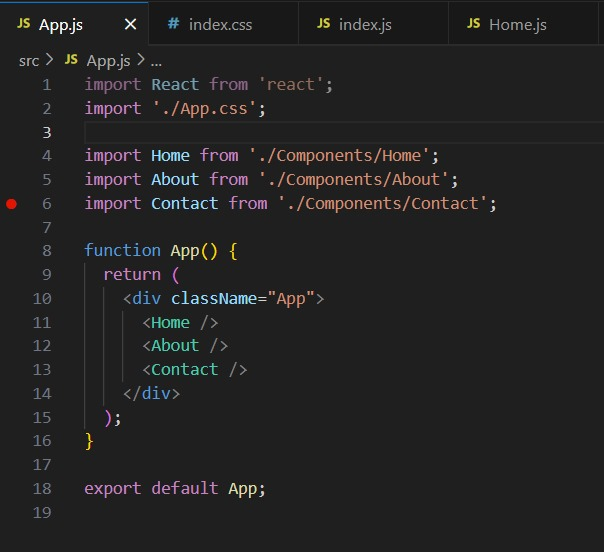 JS App.js × # index.css JS index.js JS Home.js
src > JS App.js > ...
1 import React from 'react';
2 import './App.css';
3
4 import Home from './Components/Home';
5 import About from './Components/About';
6 import Contact from './Components/Contact';
7
8 function App() {
9   return (
10     <div className="App">
11       <Home />
12       <About />
13       <Contact />
14     </div>
15   );
16 }
17
18 export default App;
19